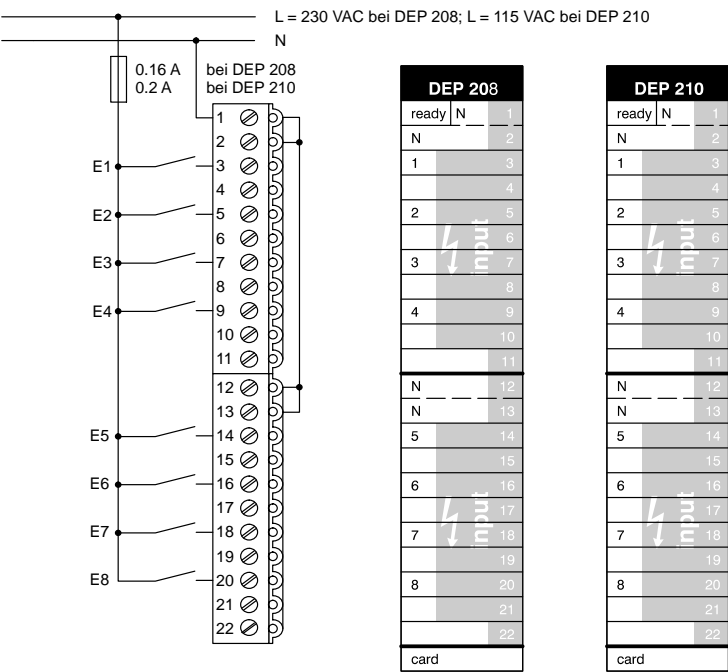 L = 230 VAC bei DEP 208; L = 115 VAC bei DEP 210
N
0.16 A bei DEP 208
0.2 A bei DEP 210
1
2
E1 3
4
E2 5
6
E3 7
8
E4 9
10
11
12
13
E5 14
15
E6 16
17
E7 18
19
E8 20
21
22
DEP 208
ready N 1
N 2
1 3
4
2 5
6
input
3 7
8
4 9
10
11
N 12
N 13
5 14
15
6 16
17
input
7 18
19
8 20
21
22
card
DEP 210
ready N 1
N 2
1 3
4
2 5
6
input
3 7
8
4 9
10
11
N 12
N 13
5 14
15
6 16
17
input
7 18
19
8 20
21
22
card